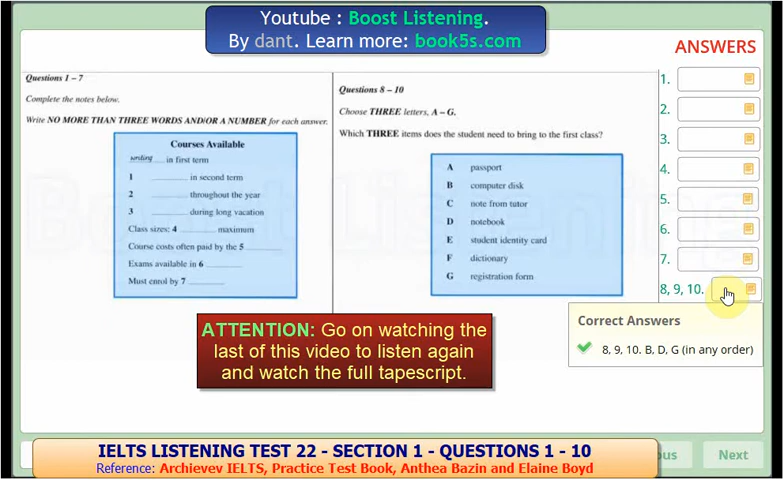 Youtube : Boost Listening.
By dant. Learn more: book5s.com
ANSWERS
Questions 1 – 7
Complete the notes below.
Write NO MORE THAN THREE WORDS AND/OR A NUMBER for each answer.
Courses Available
writing in first term
1 ________ in second term
2 ________ throughout the year
3 ________ during long vacation
Class sizes: 4 ________ maximum
Course costs often paid by the 5 ________
Exams available in 6 ________
Must enrol by 7 ________
Questions 8 – 10
Choose THREE letters, A – G.
Which THREE items does the student need to bring to the first class?
A passport
B computer disk
C note from tutor
D notebook
E student identity card
F dictionary
G registration form
1.
2.
3.
4.
5.
6.
7.
8, 9, 10.
Correct Answers
8, 9, 10. B, D, G (in any order)
ATTENTION: Go on watching the
last of this video to listen again
and watch the full tapescript.
Next
IELTS LISTENING TEST 22 - SECTION 1 - QUESTIONS 1 - 10
Reference: Archievev IELTS, Practice Test Book, Anthea Bazin and Elaine Boyd